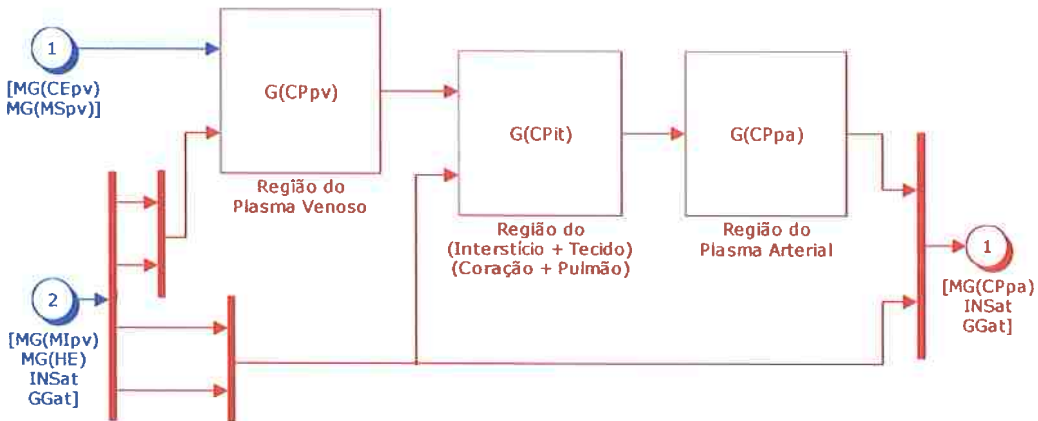 1
[MG(CEpv)
MG(MSpv)]
G(CPpv)
Região do
Plasma Venoso
G(CPit)
Região do
(Interstício + Tecido)
(Coração + Pulmão)
G(CPpa)
Região do
Plasma Arterial
2
[MG(MIpv)
MG(HE)
INSat
GGat]
1
[MG(CPpa)
INSat
GGat]